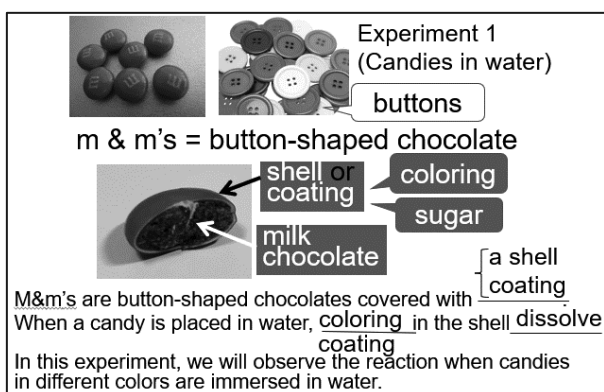 Experiment 1
(Candies in water)
buttons
m & m's = button-shaped chocolate
shell or
coating
coloring
sugar
milk
chocolate
a shell
coating
M&m's are button-shaped chocolates covered with
When a candy is placed in water, coloring in the shell dissolve
coating
In this experiment, we will observe the reaction when candies
in different colors are immersed in water.